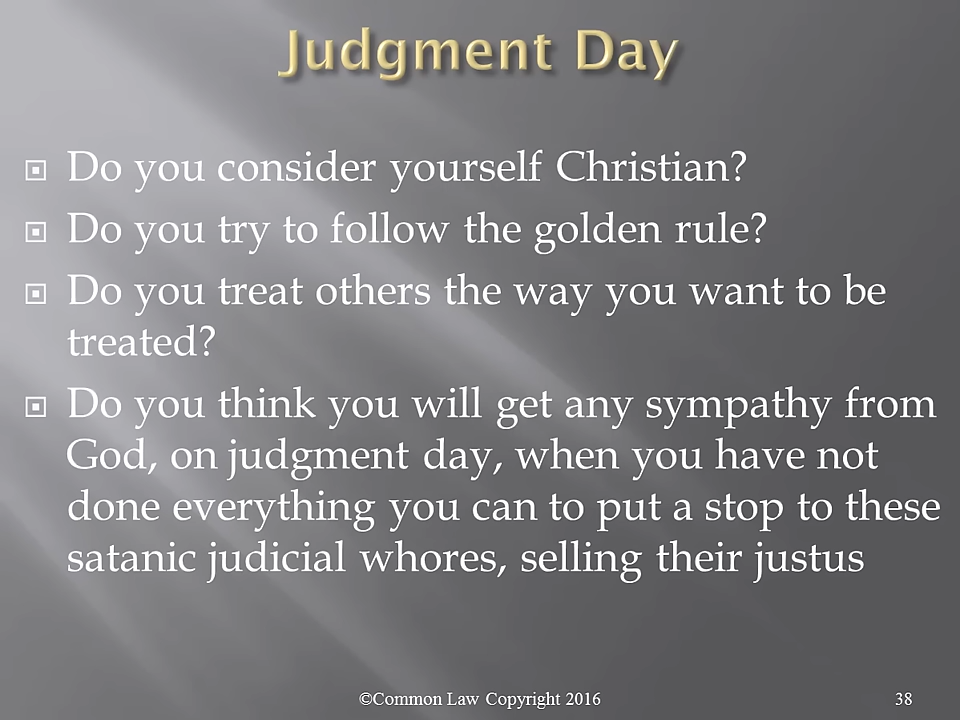 Judgment Day
Do you consider yourself Christian?
Do you try to follow the golden rule?
Do you treat others the way you want to be
treated?
Do you think you will get any sympathy from
God, on judgment day, when you have not
done everything you can to put a stop to these
satanic judicial whores, selling their justus
©Common Law Copyright 2016 38